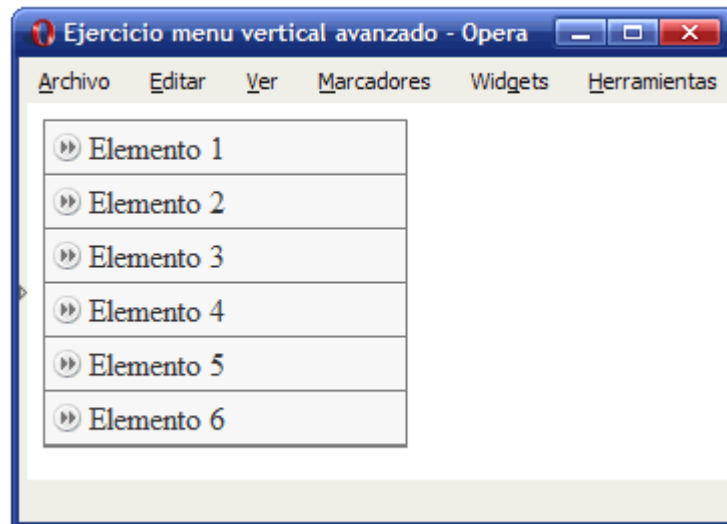 Ejercicio menu vertical avanzado - Opera
Archivo Editar Ver Marcadores Widgets Herramientas
Elemento 1
Elemento 2
Elemento 3
Elemento 4
Elemento 5
Elemento 6